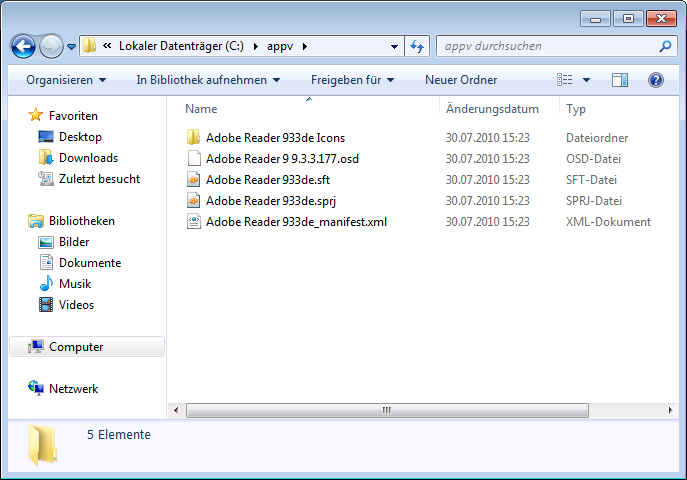 « Lokaler Datenträger (C:) appv
appv durchsuchen
Organisieren In Bibliothek aufnehmen Freigeben für Neuer Ordner
Name Änderungsdatum Typ
Favoriten
Desktop
Downloads
Zuletzt besucht
Bibliotheken
Bilder
Dokumente
Musik
Videos
Computer
Netzwerk
Adobe Reader 933de Icons 30.07.2010 15:23 Dateiordner
Adobe Reader 9 9.3.3.177.osd 30.07.2010 15:23 OSD-Datei
Adobe Reader 933de.sft 30.07.2010 15:23 SFT-Datei
Adobe Reader 933de.sprj 30.07.2010 15:23 SPRJ-Datei
Adobe Reader 933de_manifest.xml 30.07.2010 15:23 XML-Dokument
5 Elemente